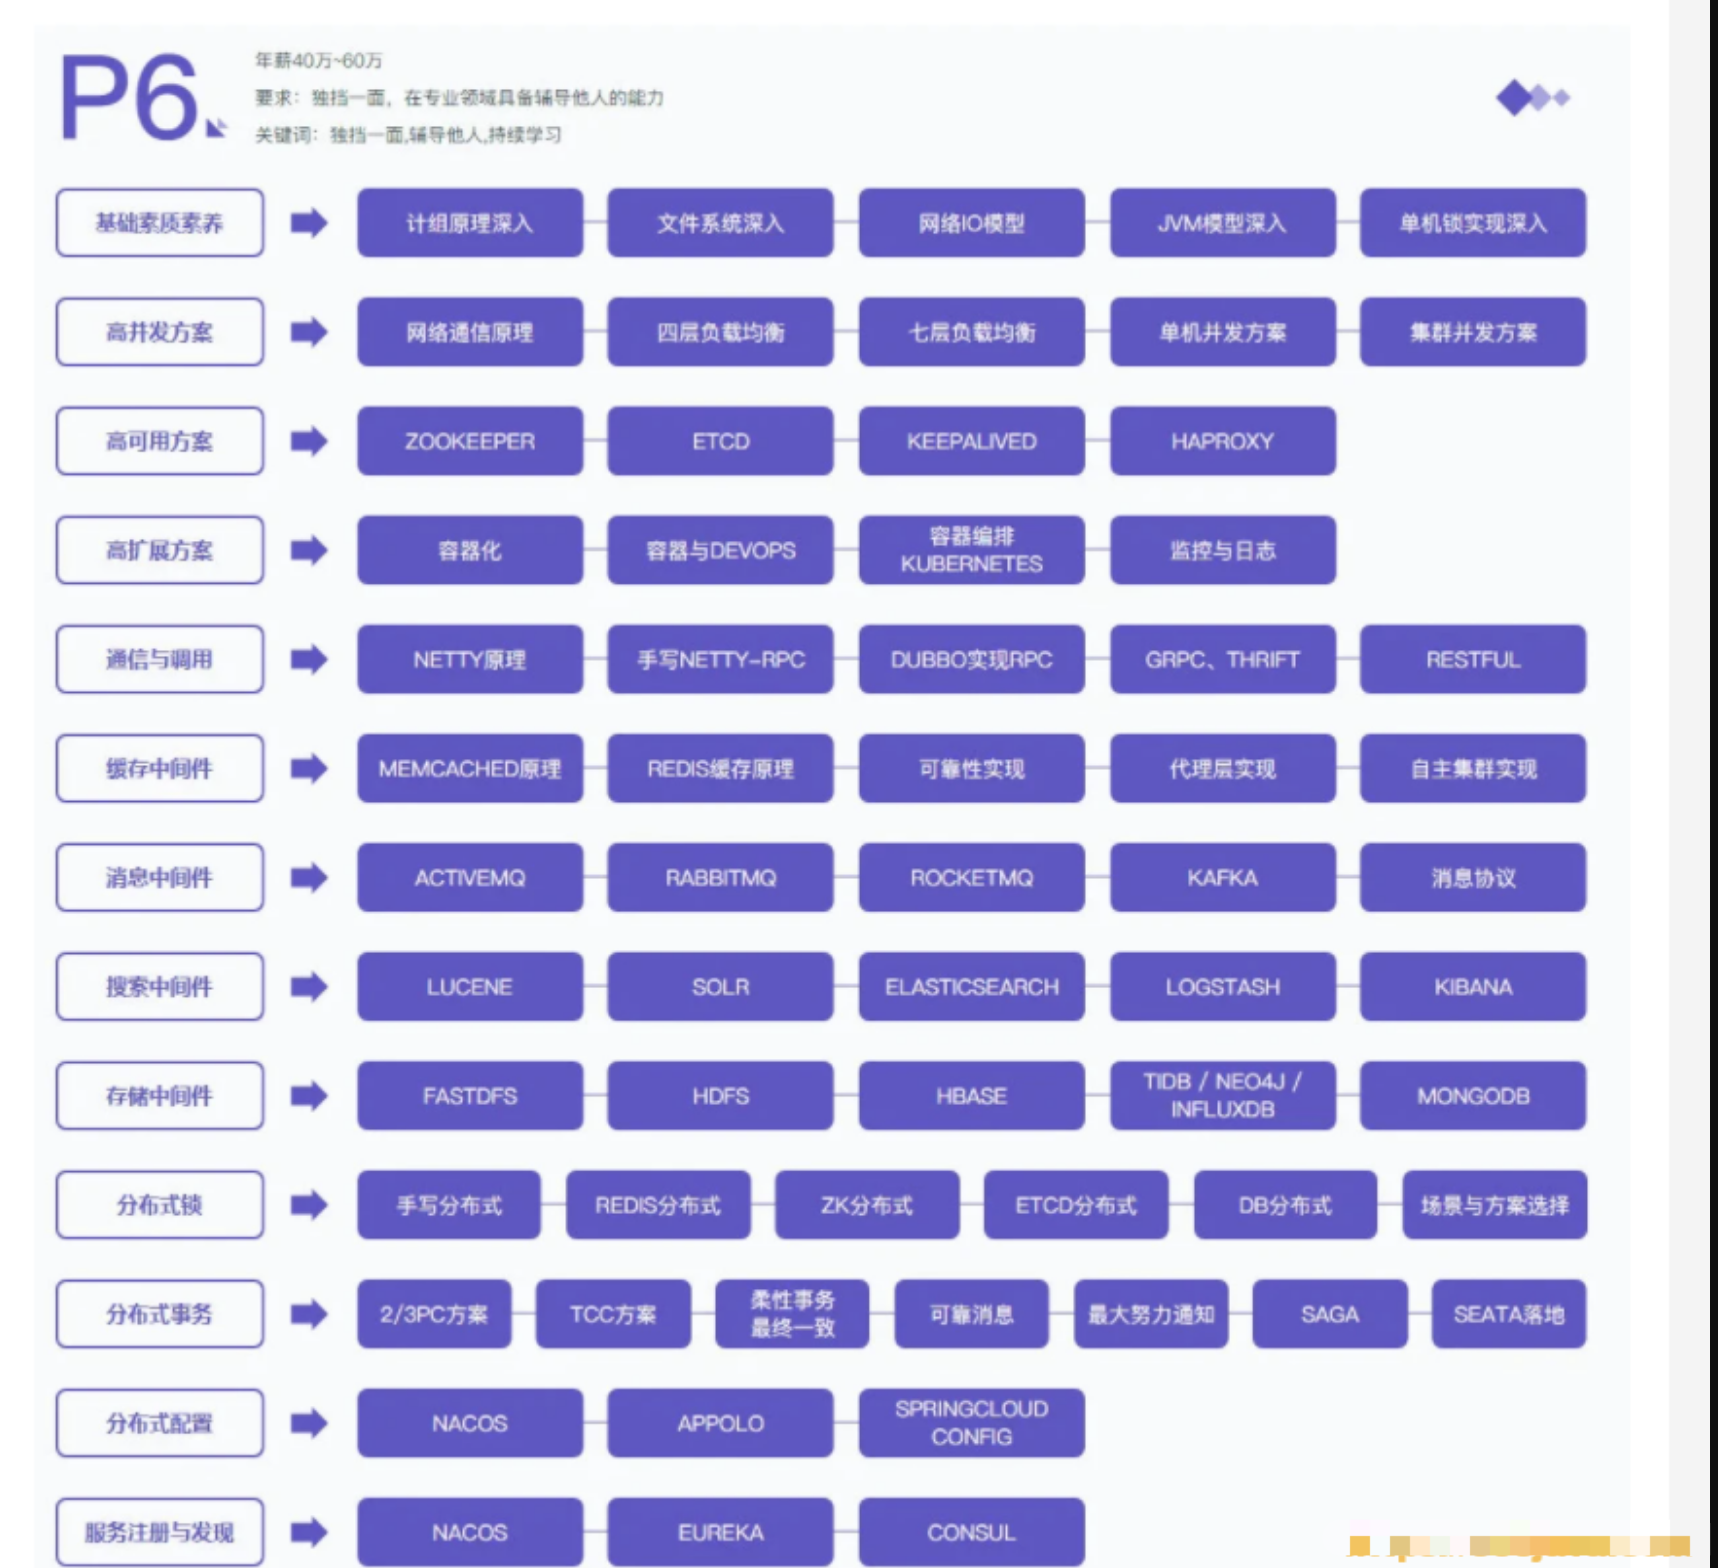 P6
年薪40万~60万
要求：独挡一面，在专业领域具备辅导他人的能力
关键词：独挡一面,辅导他人,持续学习
基础素质素养 计组原理深入 文件系统深入 网络IO模型 JVM模型深入 单机锁实现深入
高并发方案 网络通信原理 四层负载均衡 七层负载均衡 单机并发方案 集群并发方案
高可用方案 ZOOKEEPER ETCD KEEPALIVED HAPROXY
高扩展方案 容器化 容器与DEVOPS 容器编排
KUBERNETES 监控与日志
通信与调用 NETTY原理 手写NETTY-RPC DUBBO实现RPC GRPC、THRIFT RESTFUL
缓存中间件 MEMCACHED原理 REDIS缓存原理 可靠性实现 代理层实现 自主集群实现
消息中间件 ACTIVEMQ RABBITMQ ROCKETMQ KAFKA 消息协议
搜索中间件 LUCENE SOLR ELASTICSEARCH LOGSTASH KIBANA
存储中间件 FASTDFS HDFS HBASE TIDB / NEO4J /
INFLUXDB MONGODB
分布式锁 手写分布式 REDIS分布式 ZK分布式 ETCD分布式 DB分布式 场景与方案选择
分布式事务 2/3PC方案 TCC方案 柔性事务
最终一致 可靠消息 最大努力通知 SAGA SEATA落地
分布式配置 NACOS APPOLO SPRINGCLOUD
CONFIG
服务注册与发现 NACOS EUREKA CONSUL